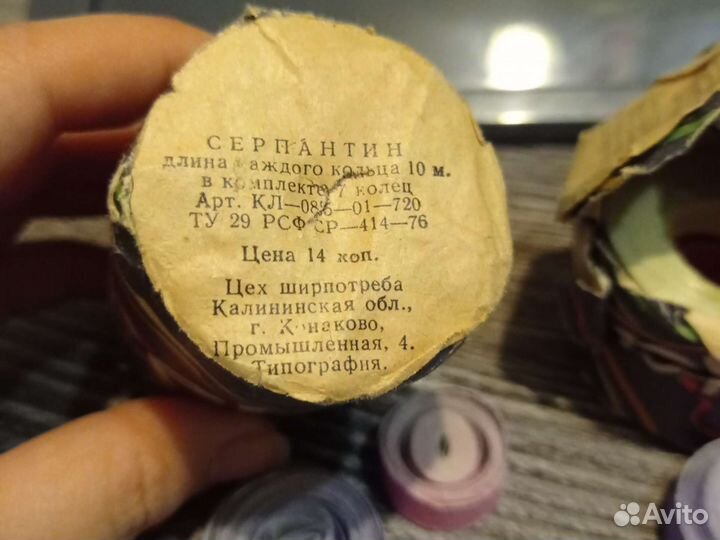 СЕРПАНТИН
длина каждого кольца 10 м.
в комплекте 7 колец
Арт. КЛ—086—01—720
ТУ 29 РСФСР—414—76
Цена 14 коп.
Цех ширпотреба
Калининская обл.,
г. Конаково,
Промышленная, 4.
Типография.
Avito